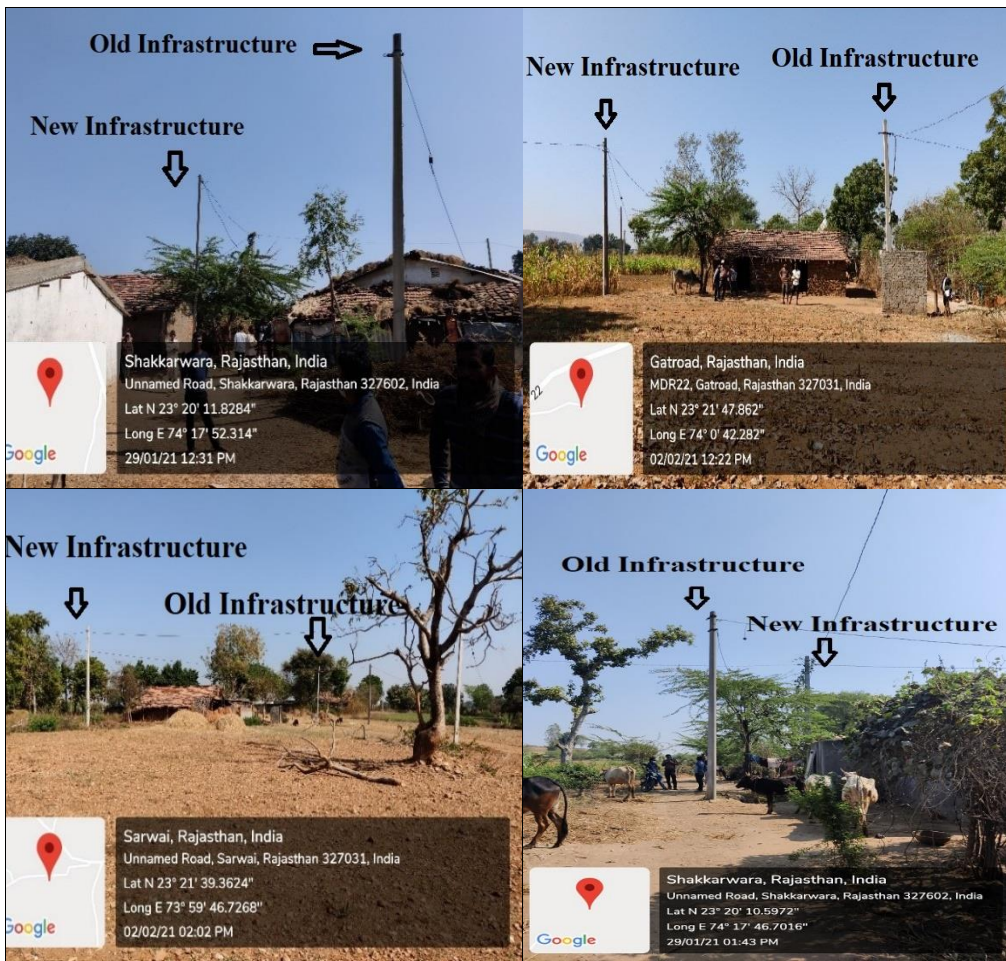 Old Infrastructure
New Infrastructure
Shakkarwara, Rajasthan, India
Unnamed Road, Shakkarwara, Rajasthan 327602, India
Lat N 23° 20' 11.8284"
Long E 74° 17' 52.314"
29/01/21 12:31 PM
Google
New Infrastructure
Old Infrastructure
22
Gatroad, Rajasthan, India
MDR22, Gatroad, Rajasthan 327031, India
Lat N 23° 21' 47.862"
Long E 74° 0' 42.282"
02/02/21 12:22 PM
Google
New Infrastructure
Old Infrastructure
Sarwai, Rajasthan, India
Unnamed Road, Sarwai, Rajasthan 327031, India
Lat N 23° 21' 39.3624"
Long E 73° 59' 46.7268"
02/02/21 02:02 PM
Google
Old Infrastructure
New Infrastructure
Shakkarwara, Rajasthan, India
Unnamed Road, Shakkarwara, Rajasthan 327602, India
Lat N 23° 20' 10.5972"
Long E 74° 17' 46.7016"
29/01/21 01:43 PM
Google